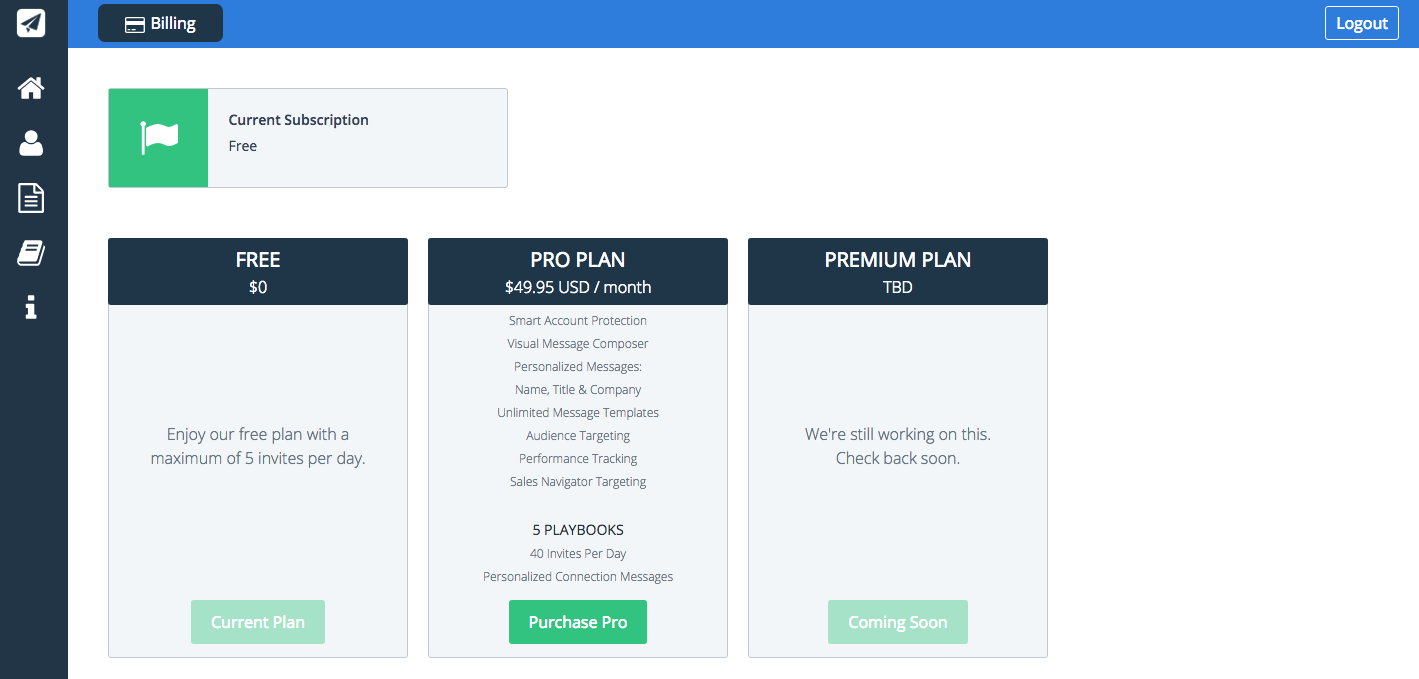 Billing
Logout
Current Subscription
Free
FREE
$0
Enjoy our free plan with a
maximum of 5 invites per day.
Current Plan
PRO PLAN
$49.95 USD / month
Smart Account Protection
Visual Message Composer
Personalized Messages:
Name, Title & Company
Unlimited Message Templates
Audience Targeting
Performance Tracking
Sales Navigator Targeting
5 PLAYBOOKS
40 Invites Per Day
Personalized Connection Messages
Purchase Pro
PREMIUM PLAN
TBD
We're still working on this.
Check back soon.
Coming Soon